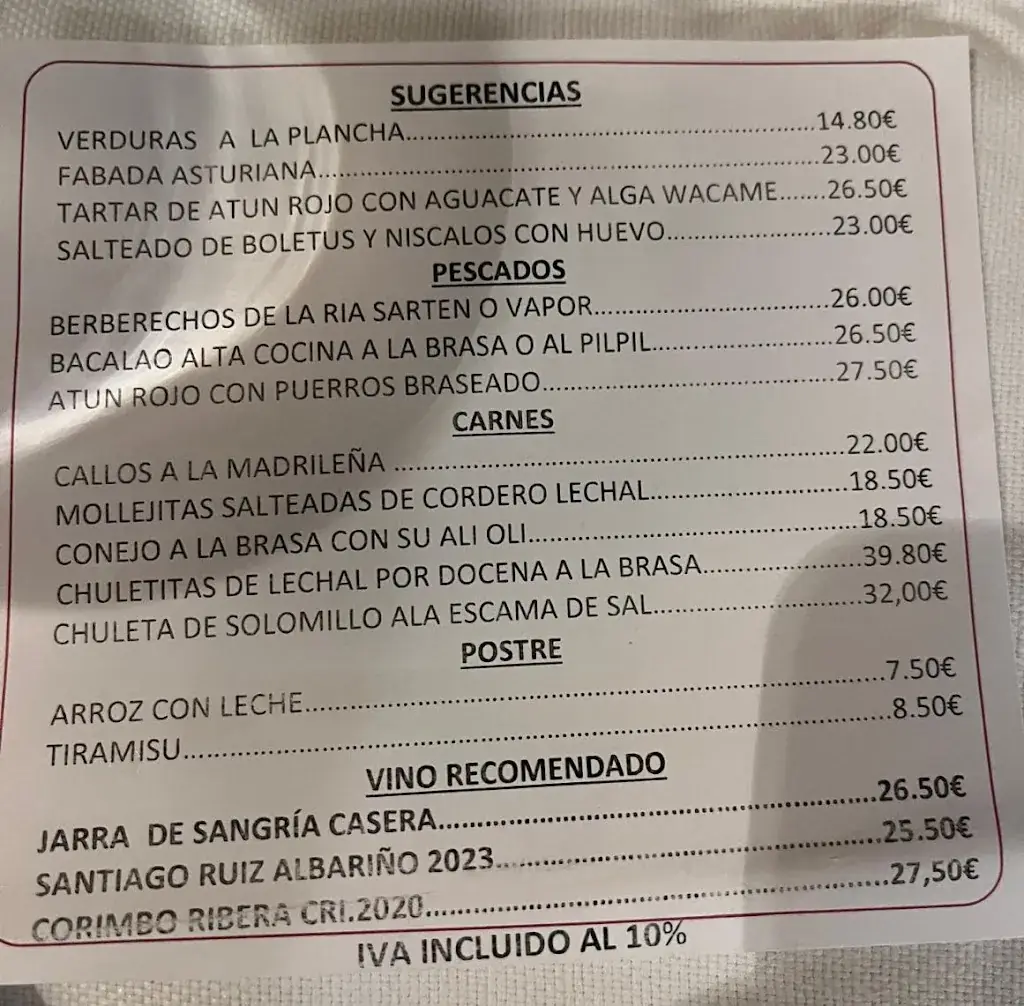 SUGERENCIAS
VERDURAS A LA PLANCHA..................................................14.80€
FABADA ASTURIANA..............................................................23.00€
TARTAR DE ATUN ROJO CON AGUACATE Y ALGA WACAME.......26.50€
SALTEADO DE BOLETUS Y NISCALOS CON HUEVO.....................23.00€
PESCADOS
BERBERECHOS DE LA RIA SARTEN O VAPOR..............................26.00€
BACALAO ALTA COCINA A LA BRASA O AL PILPIL......................26.50€
ATUN ROJO CON PUERROS BRASEADO.....................................27.50€
CARNES
CALLOS A LA MADRILEÑA .......................................................22.00€
MOLLEJITAS SALTEADAS DE CORDERO LECHAL........................18.50€
CONEJO A LA BRASA CON SU ALI OLI.........................................18.50€
CHULETITAS DE LECHAL POR DOCENA A LA BRASA...................39.80€
CHULETA DE SOLOMILLO ALA ESCAMA DE SAL.........................32,00€
POSTRE
ARROZ CON LECHE....................................................................7.50€
TIRAMISU.................................................................................8.50€
VINO RECOMENDADO
JARRA DE SANGRÍA CASERA....................................................26.50€
SANTIAGO RUIZ ALBARIÑO 2023.............................................25.50€
CORIMBO RIBERA CRI.2020......................................................27,50€
IVA INCLUIDO AL 10%